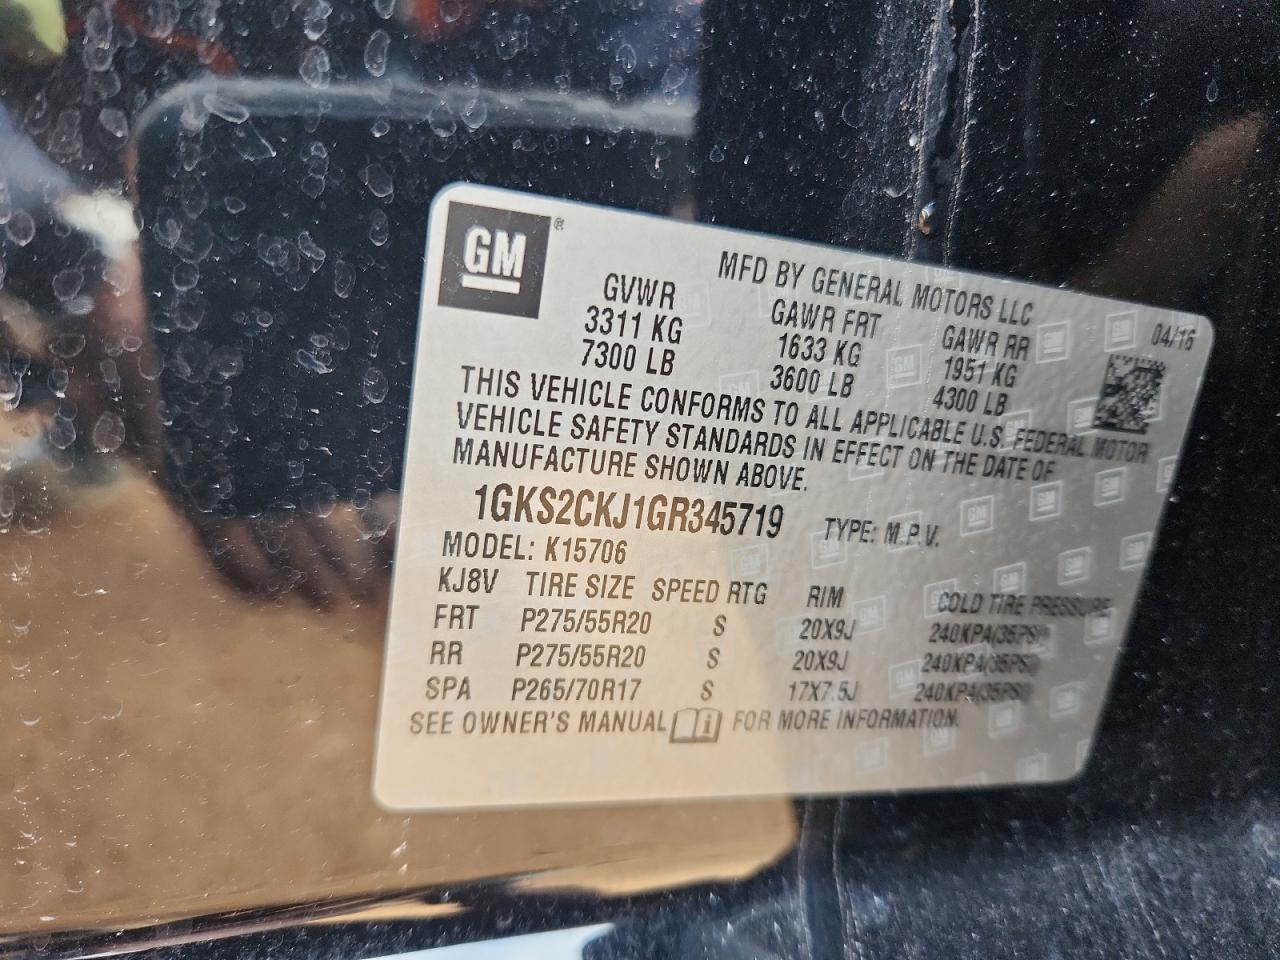 GM ®
MFD BY GENERAL MOTORS LLC
04/16
GVWR GAWR FRT GAWR RR
3311 KG 1633 KG 1951 KG
7300 LB 3600 LB 4300 LB
THIS VEHICLE CONFORMS TO ALL APPLICABLE U.S. FEDERAL MOTOR
VEHICLE SAFETY STANDARDS IN EFFECT ON THE DATE OF
MANUFACTURE SHOWN ABOVE.
1GKS2CKJ1GR345719 TYPE: M.P.V.
MODEL: K15706
KJ8V TIRE SIZE SPEED RTG RIM COLD TIRE PRESSURE
FRT P275/55R20 S 20X9J 240KPA(35PSI)
RR P275/55R20 S 20X9J 240KPA(35PSI)
SPA P265/70R17 S 17X7.5J 240KPA(35PSI)
SEE OWNER'S MANUAL i FOR MORE INFORMATION.